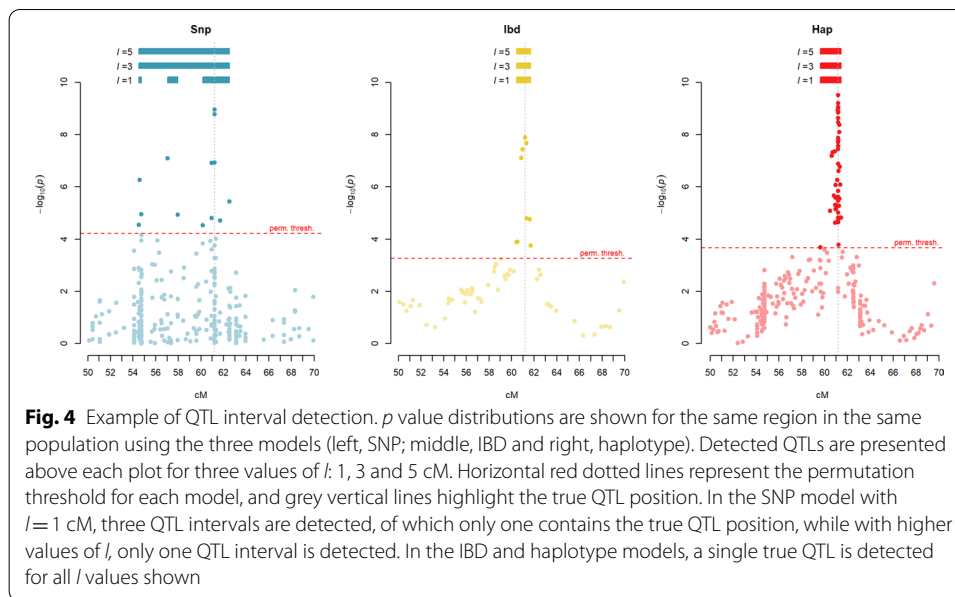 Snp
l=5
l=3
l=1
10
8
6
4
2
0
−log10(p)
perm. thresh.
50 52 54 56 58 60 62 64 66 68 70
cM
Ibd
l=5
l=3
l=1
10
8
6
4
2
0
−log10(p)
perm. thresh.
50 52 54 56 58 60 62 64 66 68 70
cM
Hap
l=5
l=3
l=1
10
8
6
4
2
0
−log10(p)
perm. thresh.
50 52 54 56 58 60 62 64 66 68 70
cM
Fig. 4 Example of QTL interval detection. p value distributions are shown for the same region in the same
population using the three models (left, SNP; middle, IBD and right, haplotype). Detected QTLs are presented
above each plot for three values of l: 1, 3 and 5 cM. Horizontal red dotted lines represent the permutation
threshold for each model, and grey vertical lines highlight the true QTL position. In the SNP model with
l= 1 cM, three QTL intervals are detected, of which only one contains the true QTL position, while with higher
values of l, only one QTL interval is detected. In the IBD and haplotype models, a single true QTL is detected
for all l values shown